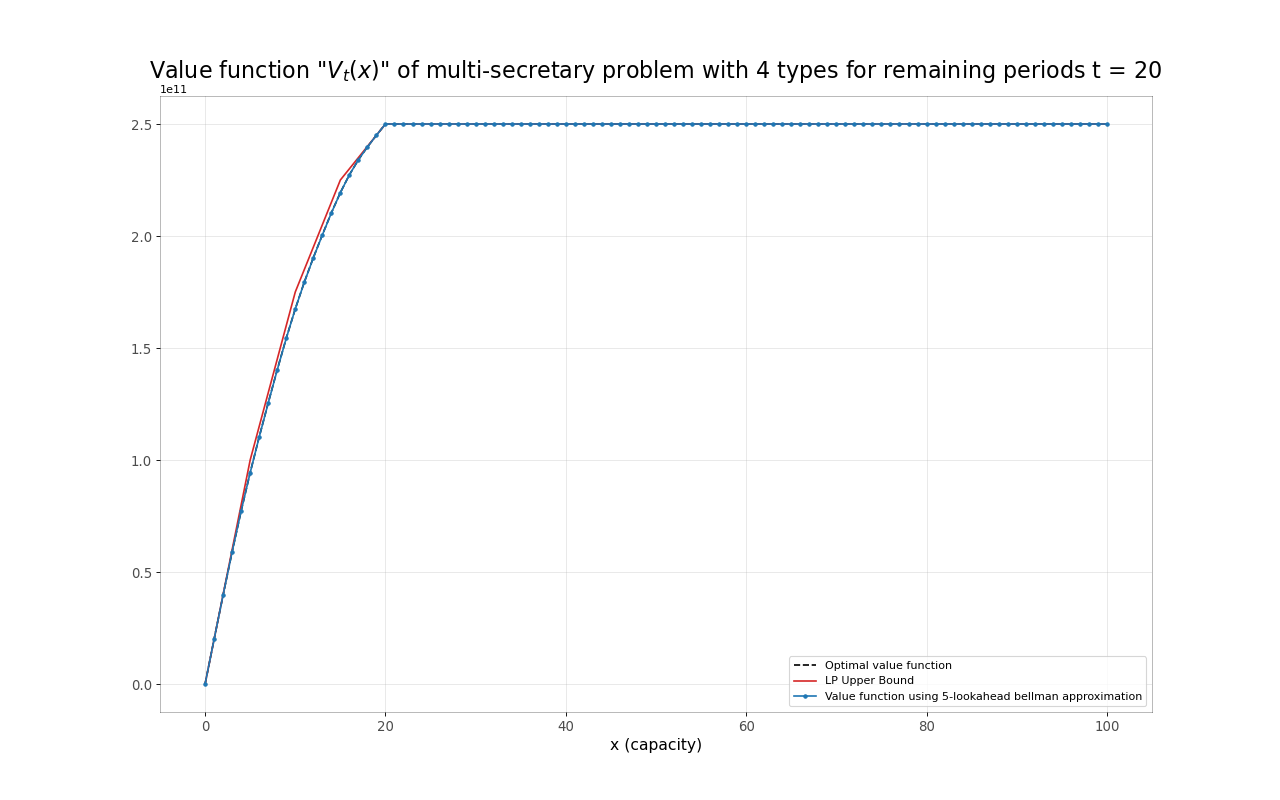 Value function "V_t(x)" of multi-secretary problem with 4 types for remaining periods t = 20
1e11
2.5
2.0
1.5
1.0
0.5
0.0
0 20 40 60 80 100
x (capacity)
Optimal value function
LP Upper Bound
Value function using 5-lookahead bellman approximation